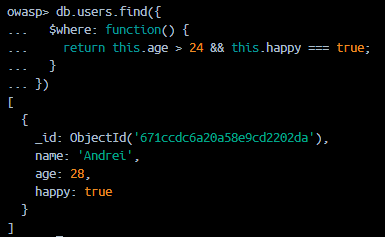 owasp> db.users.find({
...   $where: function() {
...     return this.age > 24 && this.happy === true;
...   }
... })
[
  {
    _id: ObjectId('671ccdc6a20a58e9cd2202da'),
    name: 'Andrei',
    age: 28,
    happy: true
  }
]